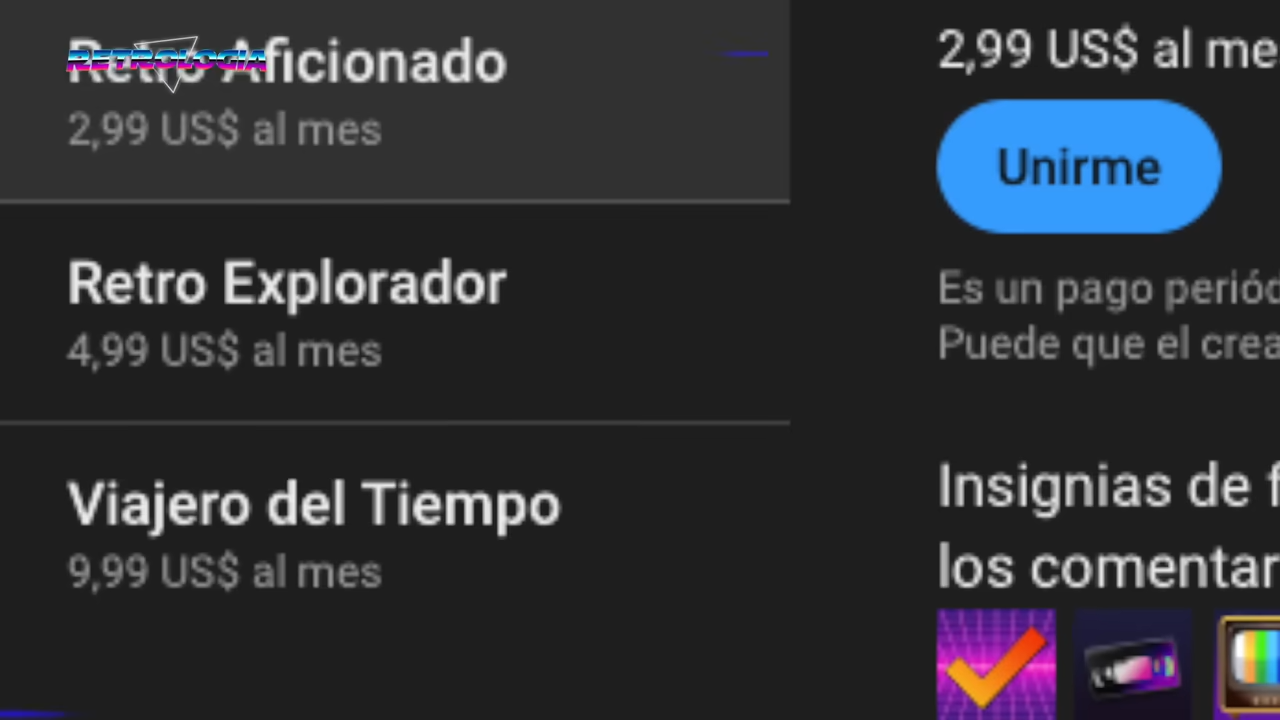 RETROLOGIA
Retro Aficionado
2,99 US$ al mes
Retro Explorador
4,99 US$ al mes
Viajero del Tiempo
9,99 US$ al mes
2,99 US$ al me
Unirme
Es un pago periód
Puede que el crea
Insignias de f
los comentar